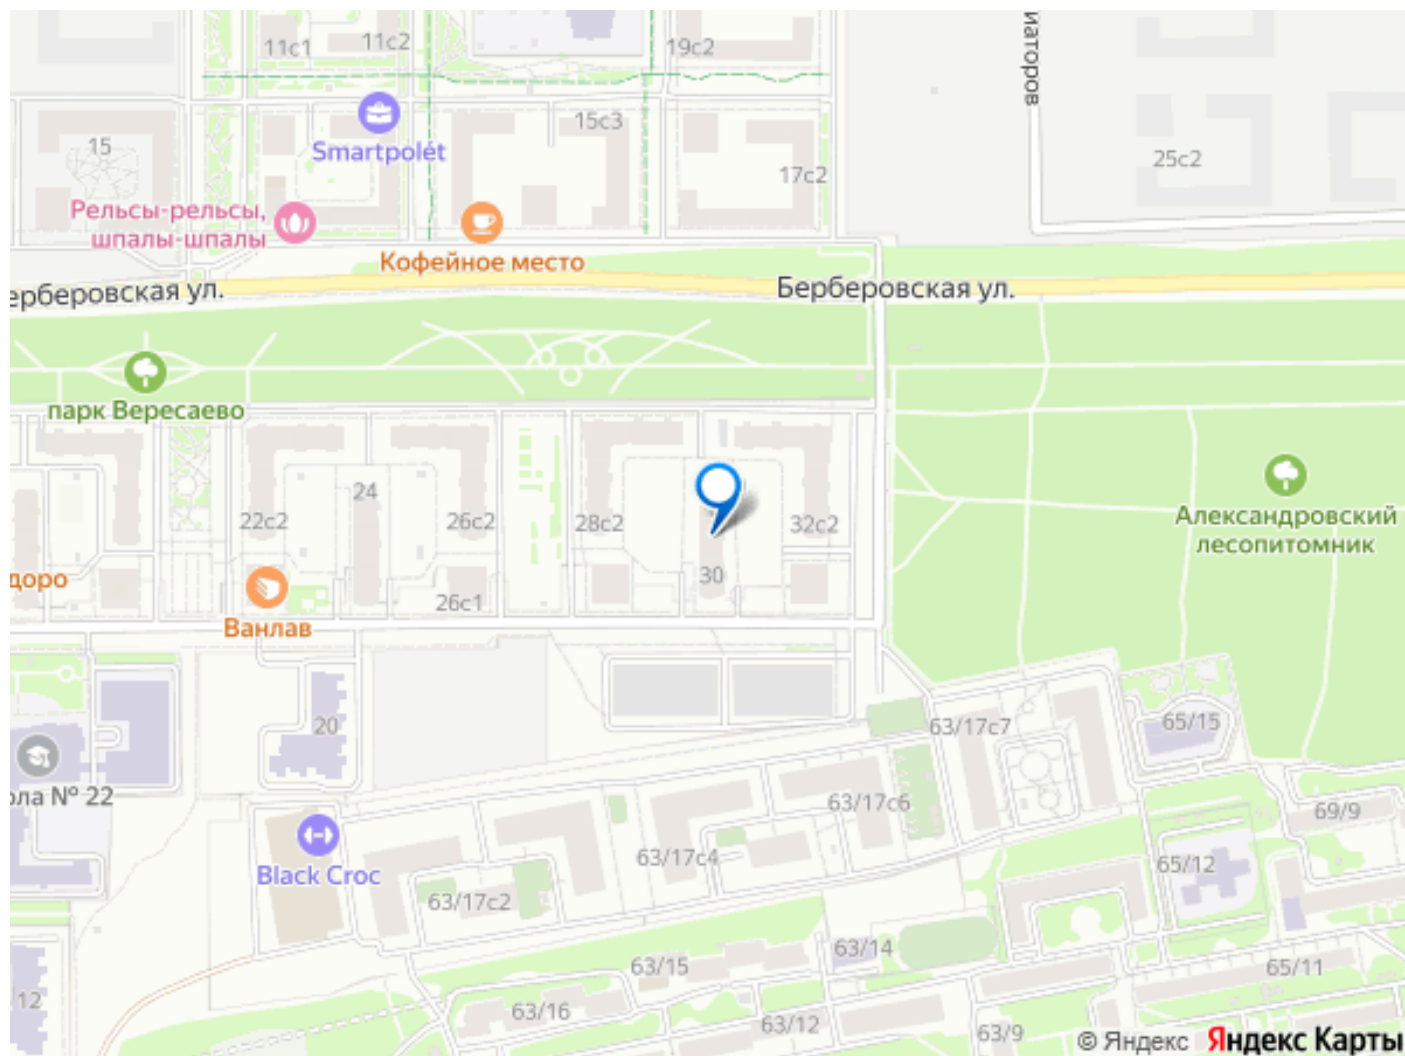 11с1
11с2
19с2
иаторов
Smartpolét
15с3
15
25с2
17с2
Рельсы-рельсы,
шпалы-шпалы
Кофейное место
ерберовская ул.
Берберовская ул.
парк Вересаево
Александровский
лесопитомник
24
22с2
26с2
28с2
32с2
30
доро
26с1
Ванлав
20
63/17с7
65/15
ола № 22
63/17с6
69/9
Black Croc
63/17с4
65/12
63/17с2
63/14
63/15
65/11
12
63/16
63/12
63/9
© Яндекс Яндекс Карты